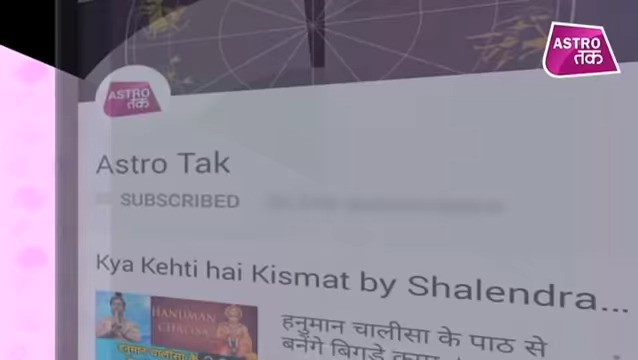 ASTRO
तक
ASTRO
तक
Astro Tak
SUBSCRIBED
Kya Kehti hai Kismat by Shalendra...
HANUMAN
CHALISA
हनुमान चालीसा के पाठ से
बनेंगे बिगड़े काम